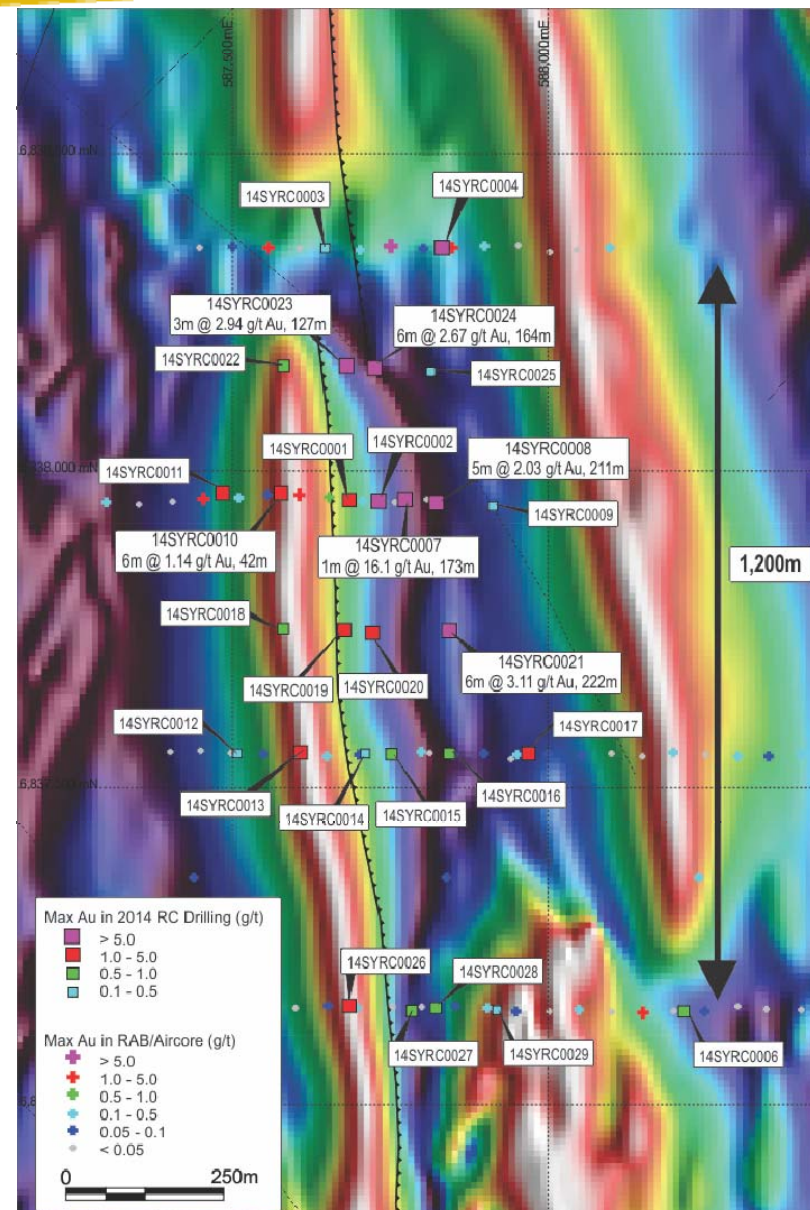 587,500mE
588,000mE
14SYRC0003
14SYRC0004
14SYRC0023
3m @ 2.94 g/t Au, 127m
14SYRC0024
6m @ 2.67 g/t Au, 164m
14SYRC0022
14SYRC0025
14SYRC0001
14SYRC0002
14SYRC0008
5m @ 2.03 g/t Au, 211m
14SYRC0011
14SYRC0009
14SYRC0010
6m @ 1.14 g/t Au, 42m
14SYRC0007
1m @ 16.1 g/t Au, 173m
1,200m
14SYRC0018
14SYRC0019
14SYRC0020
14SYRC0021
6m @ 3.11 g/t Au, 222m
14SYRC0012
14SYRC0017
14SYRC0013
14SYRC0014
14SYRC0015
14SYRC0016
Max Au in 2014 RC Drilling (g/t)
> 5.0
1.0 - 5.0
0.5 - 1.0
0.1 - 0.5
14SYRC0026
14SYRC0028
14SYRC0027
14SYRC0029
14SYRC0006
Max Au in RAB/Aircore (g/t)
> 5.0
1.0 - 5.0
0.5 - 1.0
0.1 - 0.5
0.05 - 0.1
< 0.05
0
250m